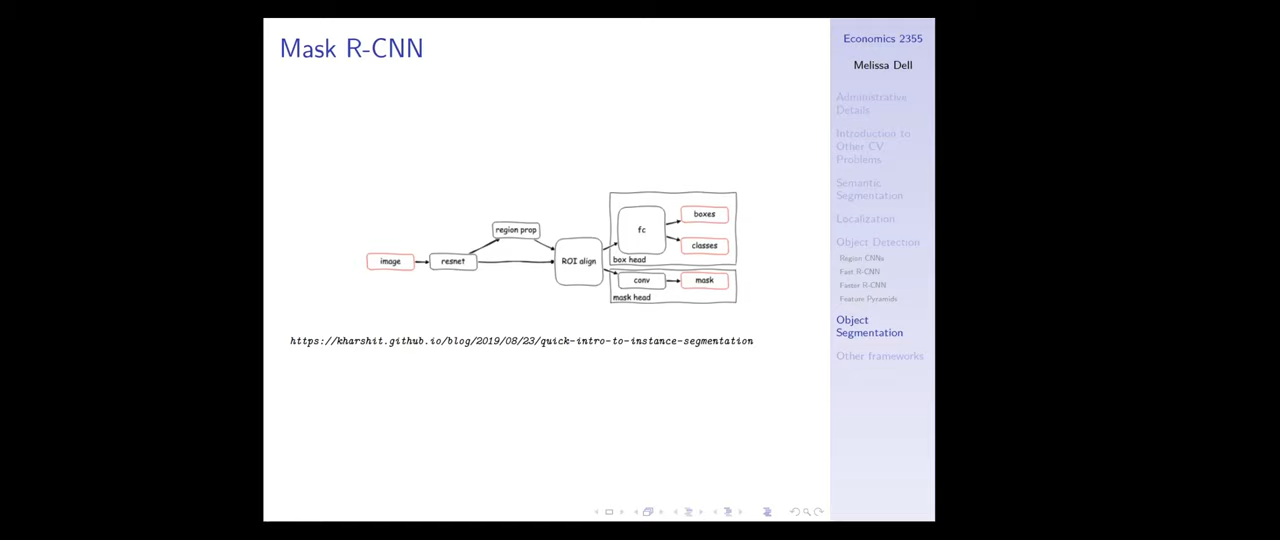 Mask R-CNN
region prop
image
resnet
ROI align
fc
boxes
classes
box head
conv
mask
mask head
https://kharshit.github.io/blog/2019/08/23/quick-intro-to-instance-segmentation
Economics 2355
Melissa Dell
Administrative
Details
Introduction to
Other CV
Problems
Semantic
Segmentation
Localization
Object Detection
Region CNNs
Fast R-CNN
Faster R-CNN
Feature Pyramids
Object
Segmentation
Other frameworks